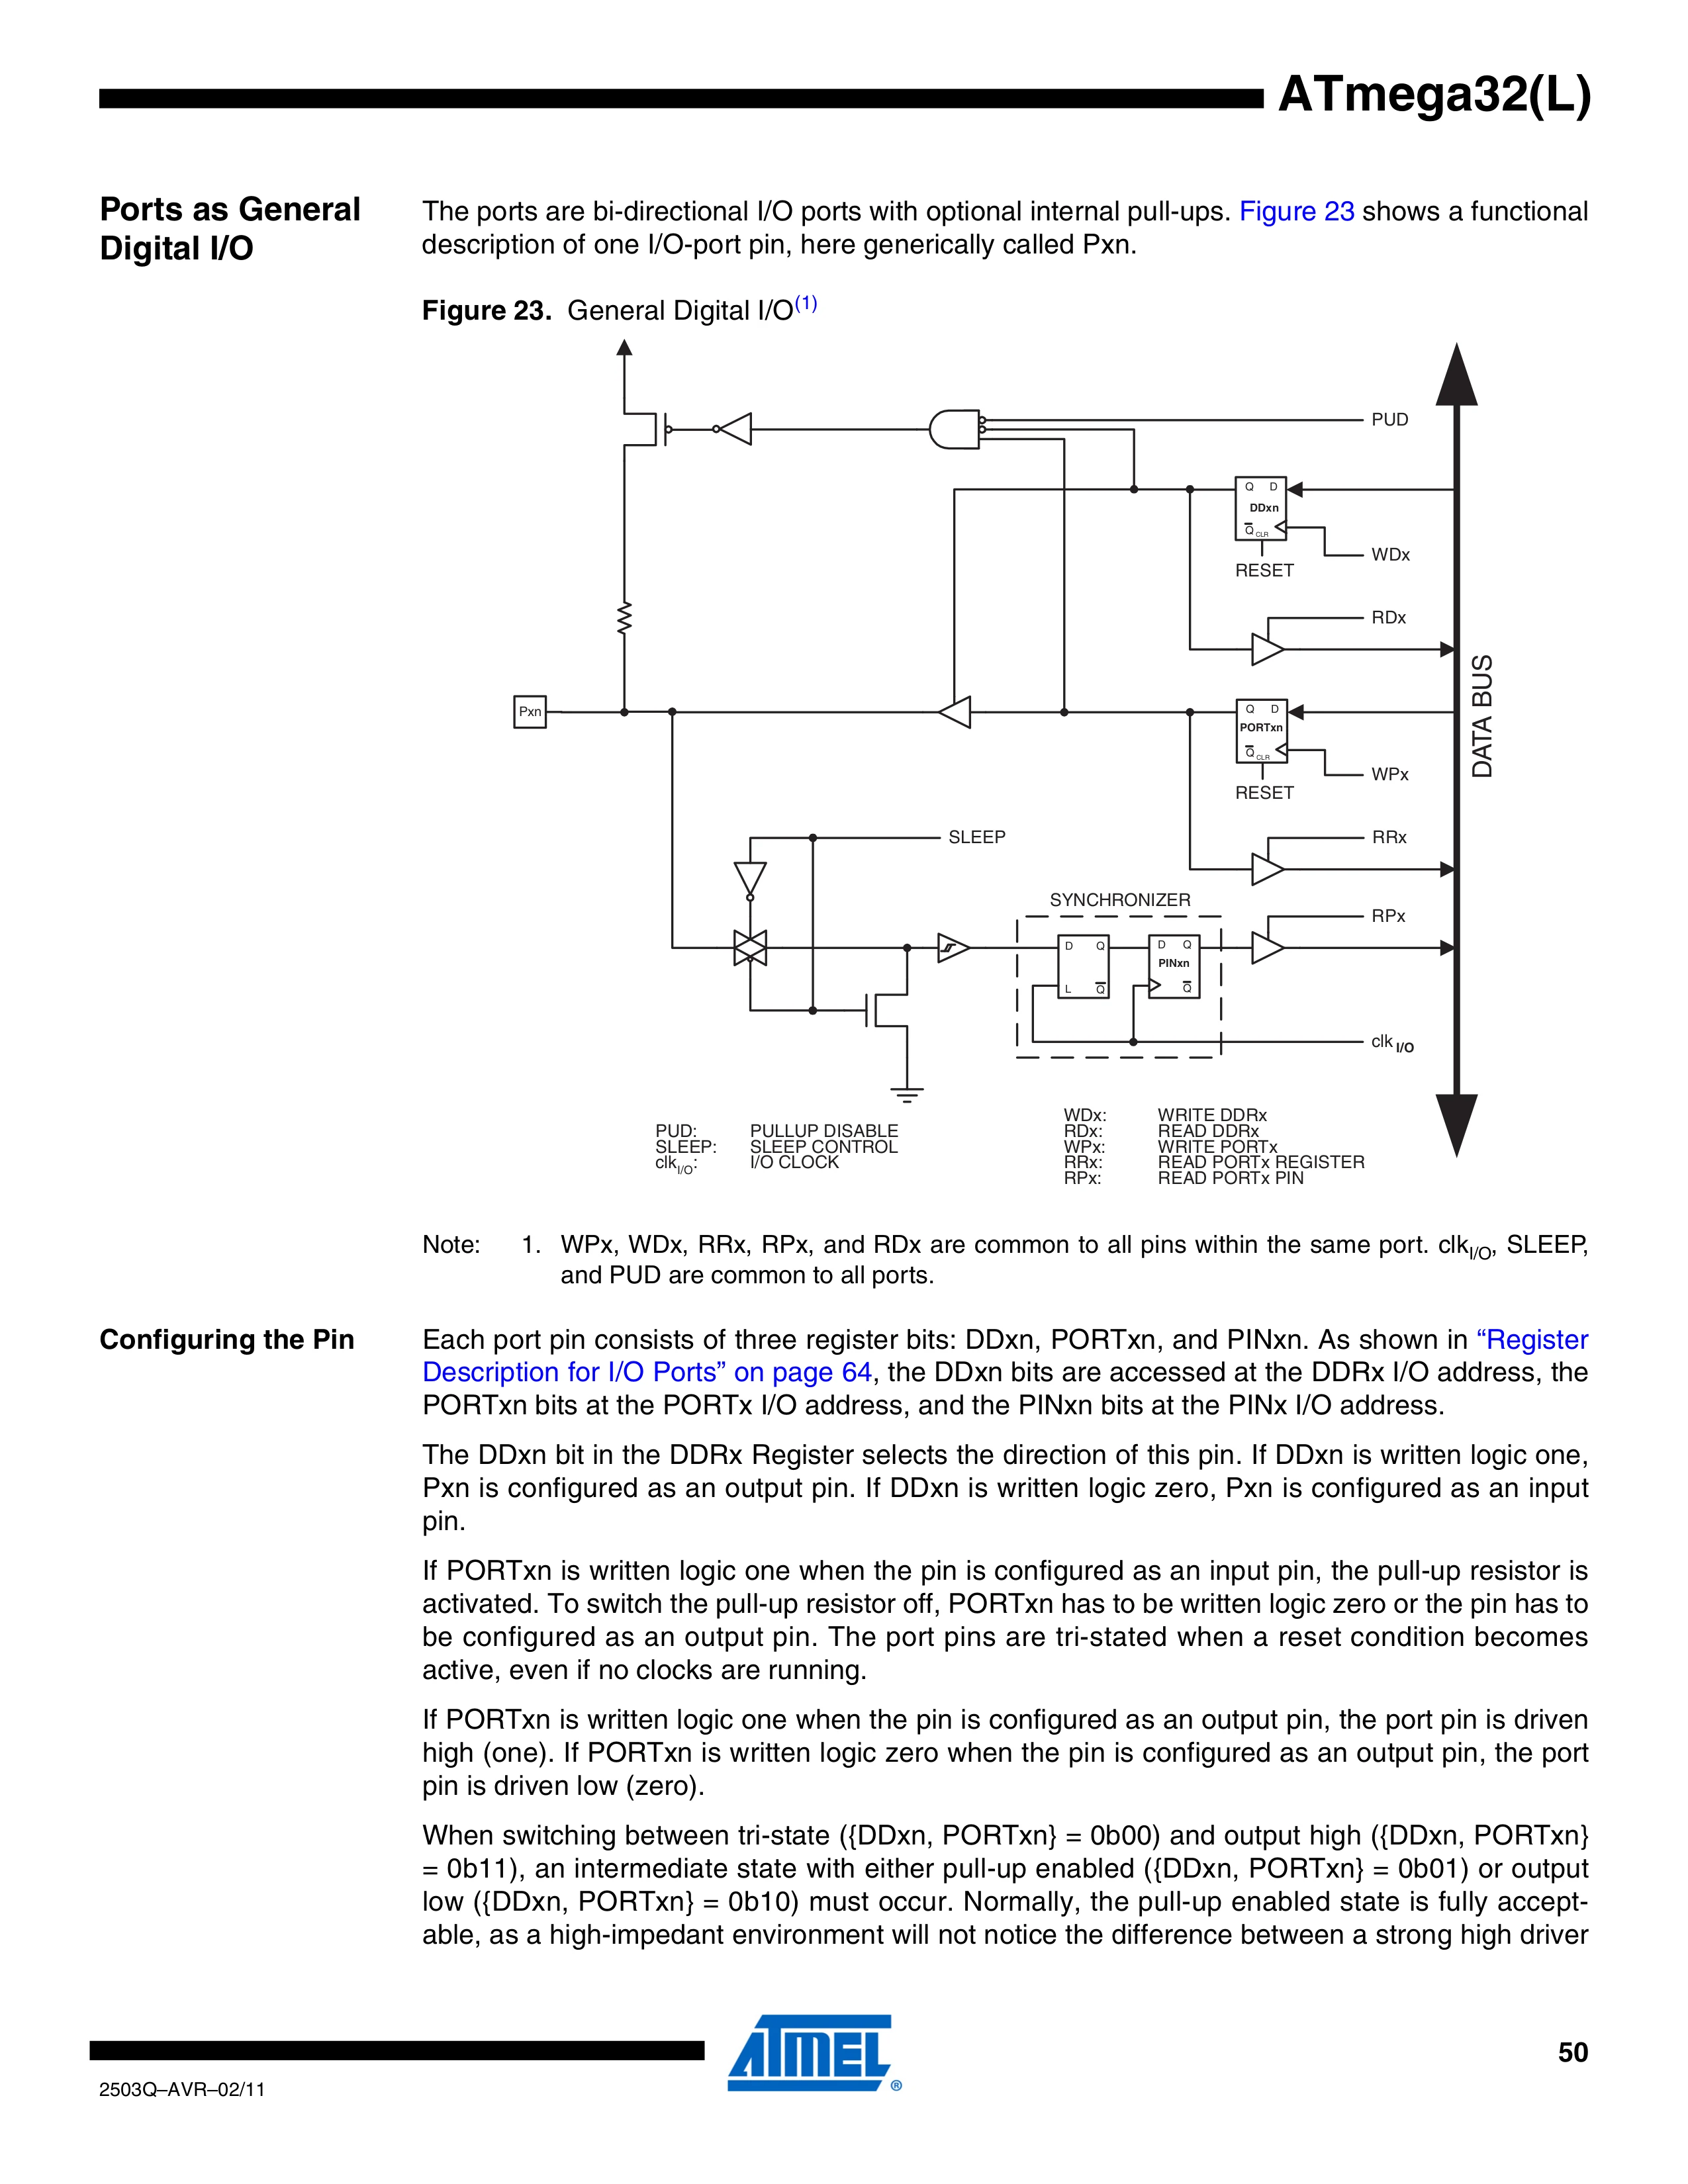 ATmega32(L)
Ports as General
Digital I/O
The ports are bi-directional I/O ports with optional internal pull-ups. Figure 23 shows a functional
description of one I/O-port pin, here generically called Pxn.
Figure 23. General Digital I/O(1)
PUD
Q D
DDxn
Q CLR
WDx
RESET
RDx
DATA BUS
Pxn
Q D
PORTxn
Q CLR
WPx
RESET
SLEEP
RRx
SYNCHRONIZER
RPx
D Q
D Q
PINxn
L Q
Q
clk I/O
PUD: PULLUP DISABLE
SLEEP: SLEEP CONTROL
clkI/O: I/O CLOCK
WDx: WRITE DDRx
RDx: READ DDRx
WPx: WRITE PORTx
RRx: READ PORTx REGISTER
RPx: READ PORTx PIN
Note: 1. WPx, WDx, RRx, RPx, and RDx are common to all pins within the same port. clkI/O, SLEEP,
and PUD are common to all ports.
Configuring the Pin
Each port pin consists of three register bits: DDxn, PORTxn, and PINxn. As shown in “Register
Description for I/O Ports” on page 64, the DDxn bits are accessed at the DDRx I/O address, the
PORTxn bits at the PORTx I/O address, and the PINxn bits at the PINx I/O address.
The DDxn bit in the DDRx Register selects the direction of this pin. If DDxn is written logic one,
Pxn is configured as an output pin. If DDxn is written logic zero, Pxn is configured as an input
pin.
If PORTxn is written logic one when the pin is configured as an input pin, the pull-up resistor is
activated. To switch the pull-up resistor off, PORTxn has to be written logic zero or the pin has to
be configured as an output pin. The port pins are tri-stated when a reset condition becomes
active, even if no clocks are running.
If PORTxn is written logic one when the pin is configured as an output pin, the port pin is driven
high (one). If PORTxn is written logic zero when the pin is configured as an output pin, the port
pin is driven low (zero).
When switching between tri-state ({DDxn, PORTxn} = 0b00) and output high ({DDxn, PORTxn}
= 0b11), an intermediate state with either pull-up enabled ({DDxn, PORTxn} = 0b01) or output
low ({DDxn, PORTxn} = 0b10) must occur. Normally, the pull-up enabled state is fully accept-
able, as a high-impedant environment will not notice the difference between a strong high driver
ATMEL ®
50
2503Q–AVR–02/11